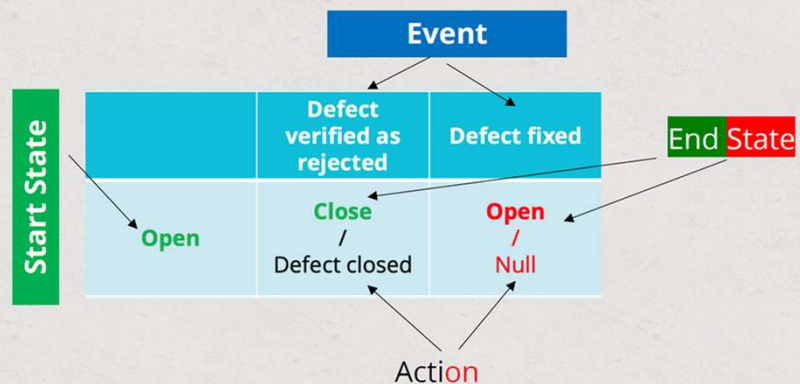 Event
Start State
Defect
verified as
rejected
Defect fixed
End State
Open
Close
/
Defect closed
Open
/
Null
Action